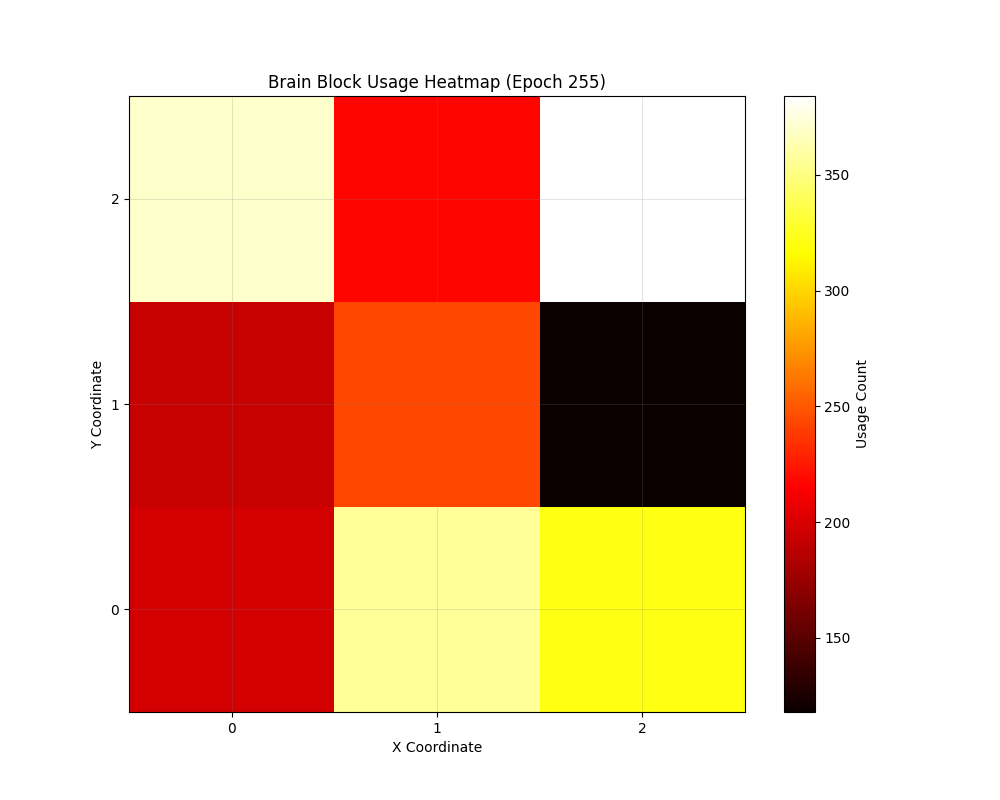 Brain Block Usage Heatmap (Epoch 255)
2
1
0
Y Coordinate
0 1 2
X Coordinate
350
300
250
200
150
Usage Count